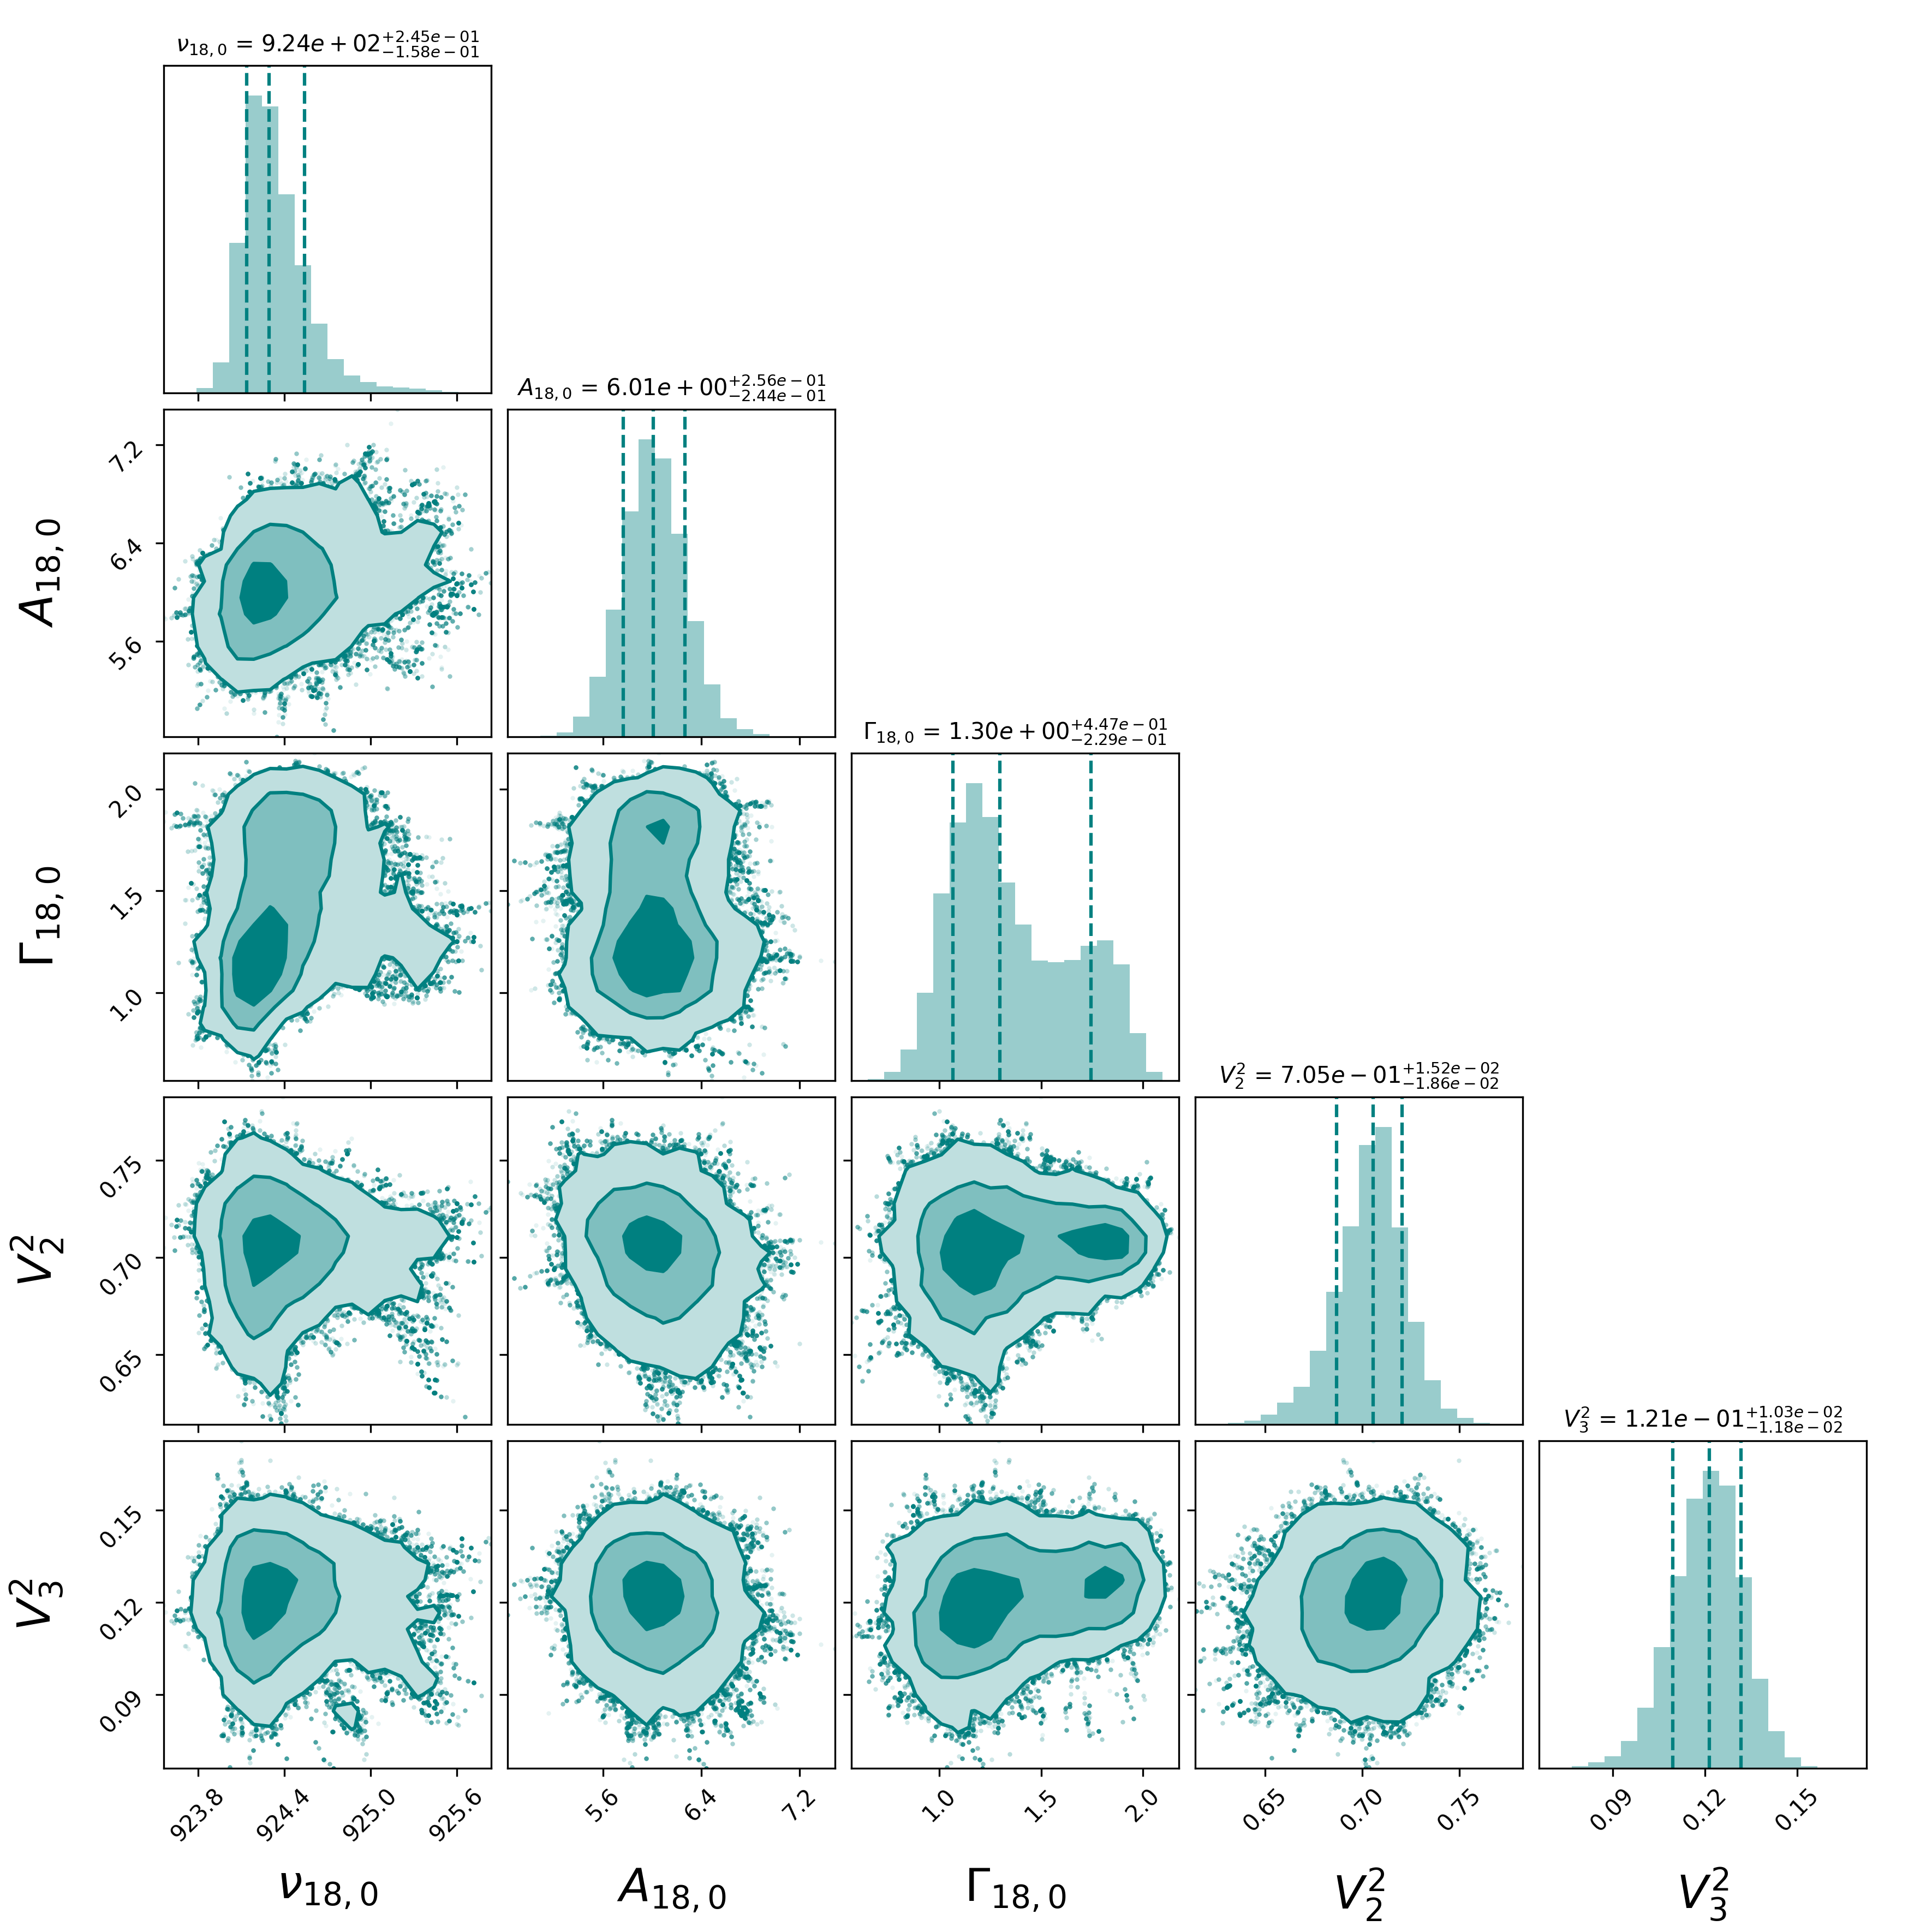 ν18, 0 = 9.24e + 02 +2.45e − 01 −1.58e − 01
A18, 0 = 6.01e + 00 +2.56e − 01 −2.44e − 01
7.2
6.4
5.6
A18, 0
Γ18, 0 = 1.30e + 00 +4.47e − 01 −2.29e − 01
2.0
1.5
1.0
Γ18, 0
V₂² = 7.05e − 01 +1.52e − 02 −1.86e − 02
0.75
0.70
0.65
V₂²
V₃² = 1.21e − 01 +1.03e − 02 −1.18e − 02
0.15
0.12
0.09
V₃²
923.8 924.4 925.0 925.6 5.6 6.4 7.2 1.0 1.5 2.0 0.65 0.70 0.75 0.09 0.12 0.15
ν18, 0 A18, 0 Γ18, 0 V₂² V₃²